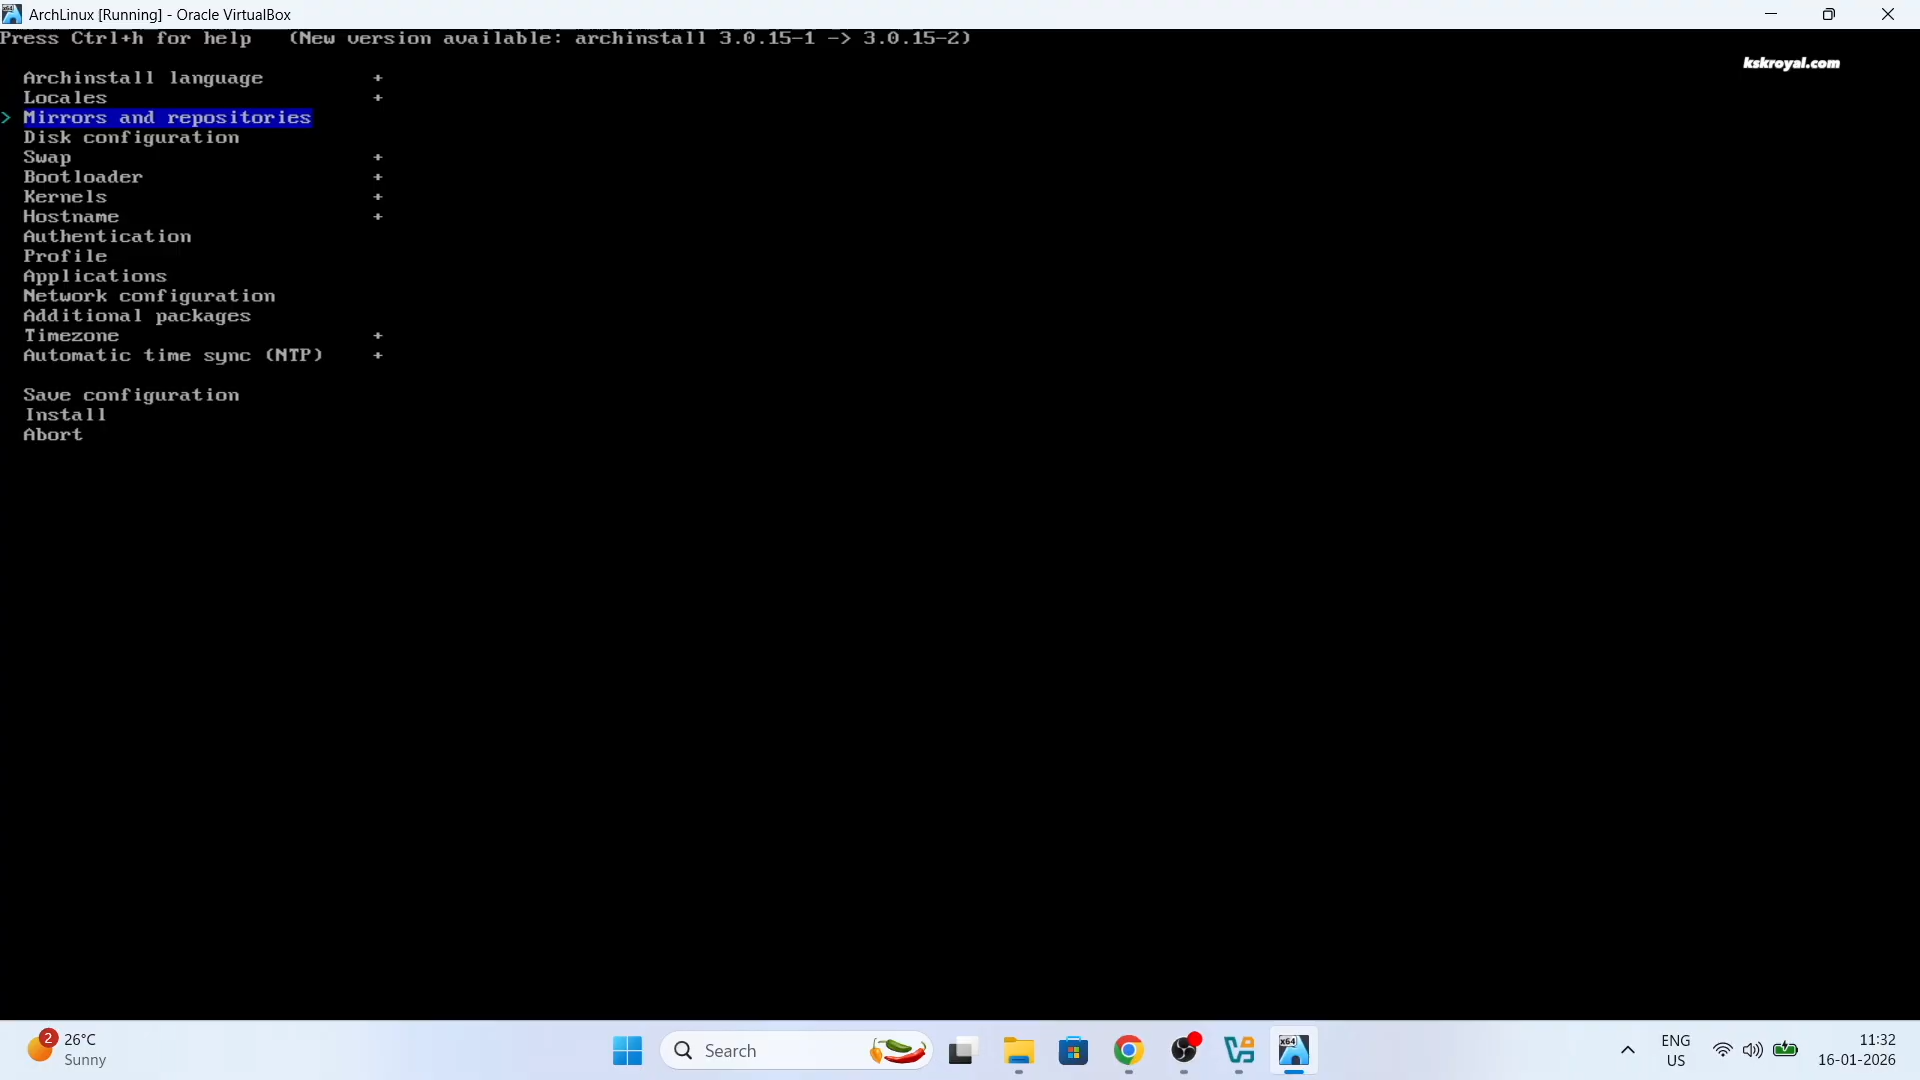 ArchLinux [Running] - Oracle VirtualBox
Press Ctrl+h for help   (New version available: archinstall 3.0.15-1 -> 3.0.15-2)
kskroyal.com
Archinstall language +
Locales +
> Mirrors and repositories
Disk configuration
Swap +
Bootloader +
Kernels +
Hostname +
Authentication
Profile
Applications
Network configuration
Additional packages
Timezone +
Automatic time sync (NTP) +
Save configuration
Install
Abort
2
26°C
Sunny
Search
x64
ENG
US
11:32
16-01-2026